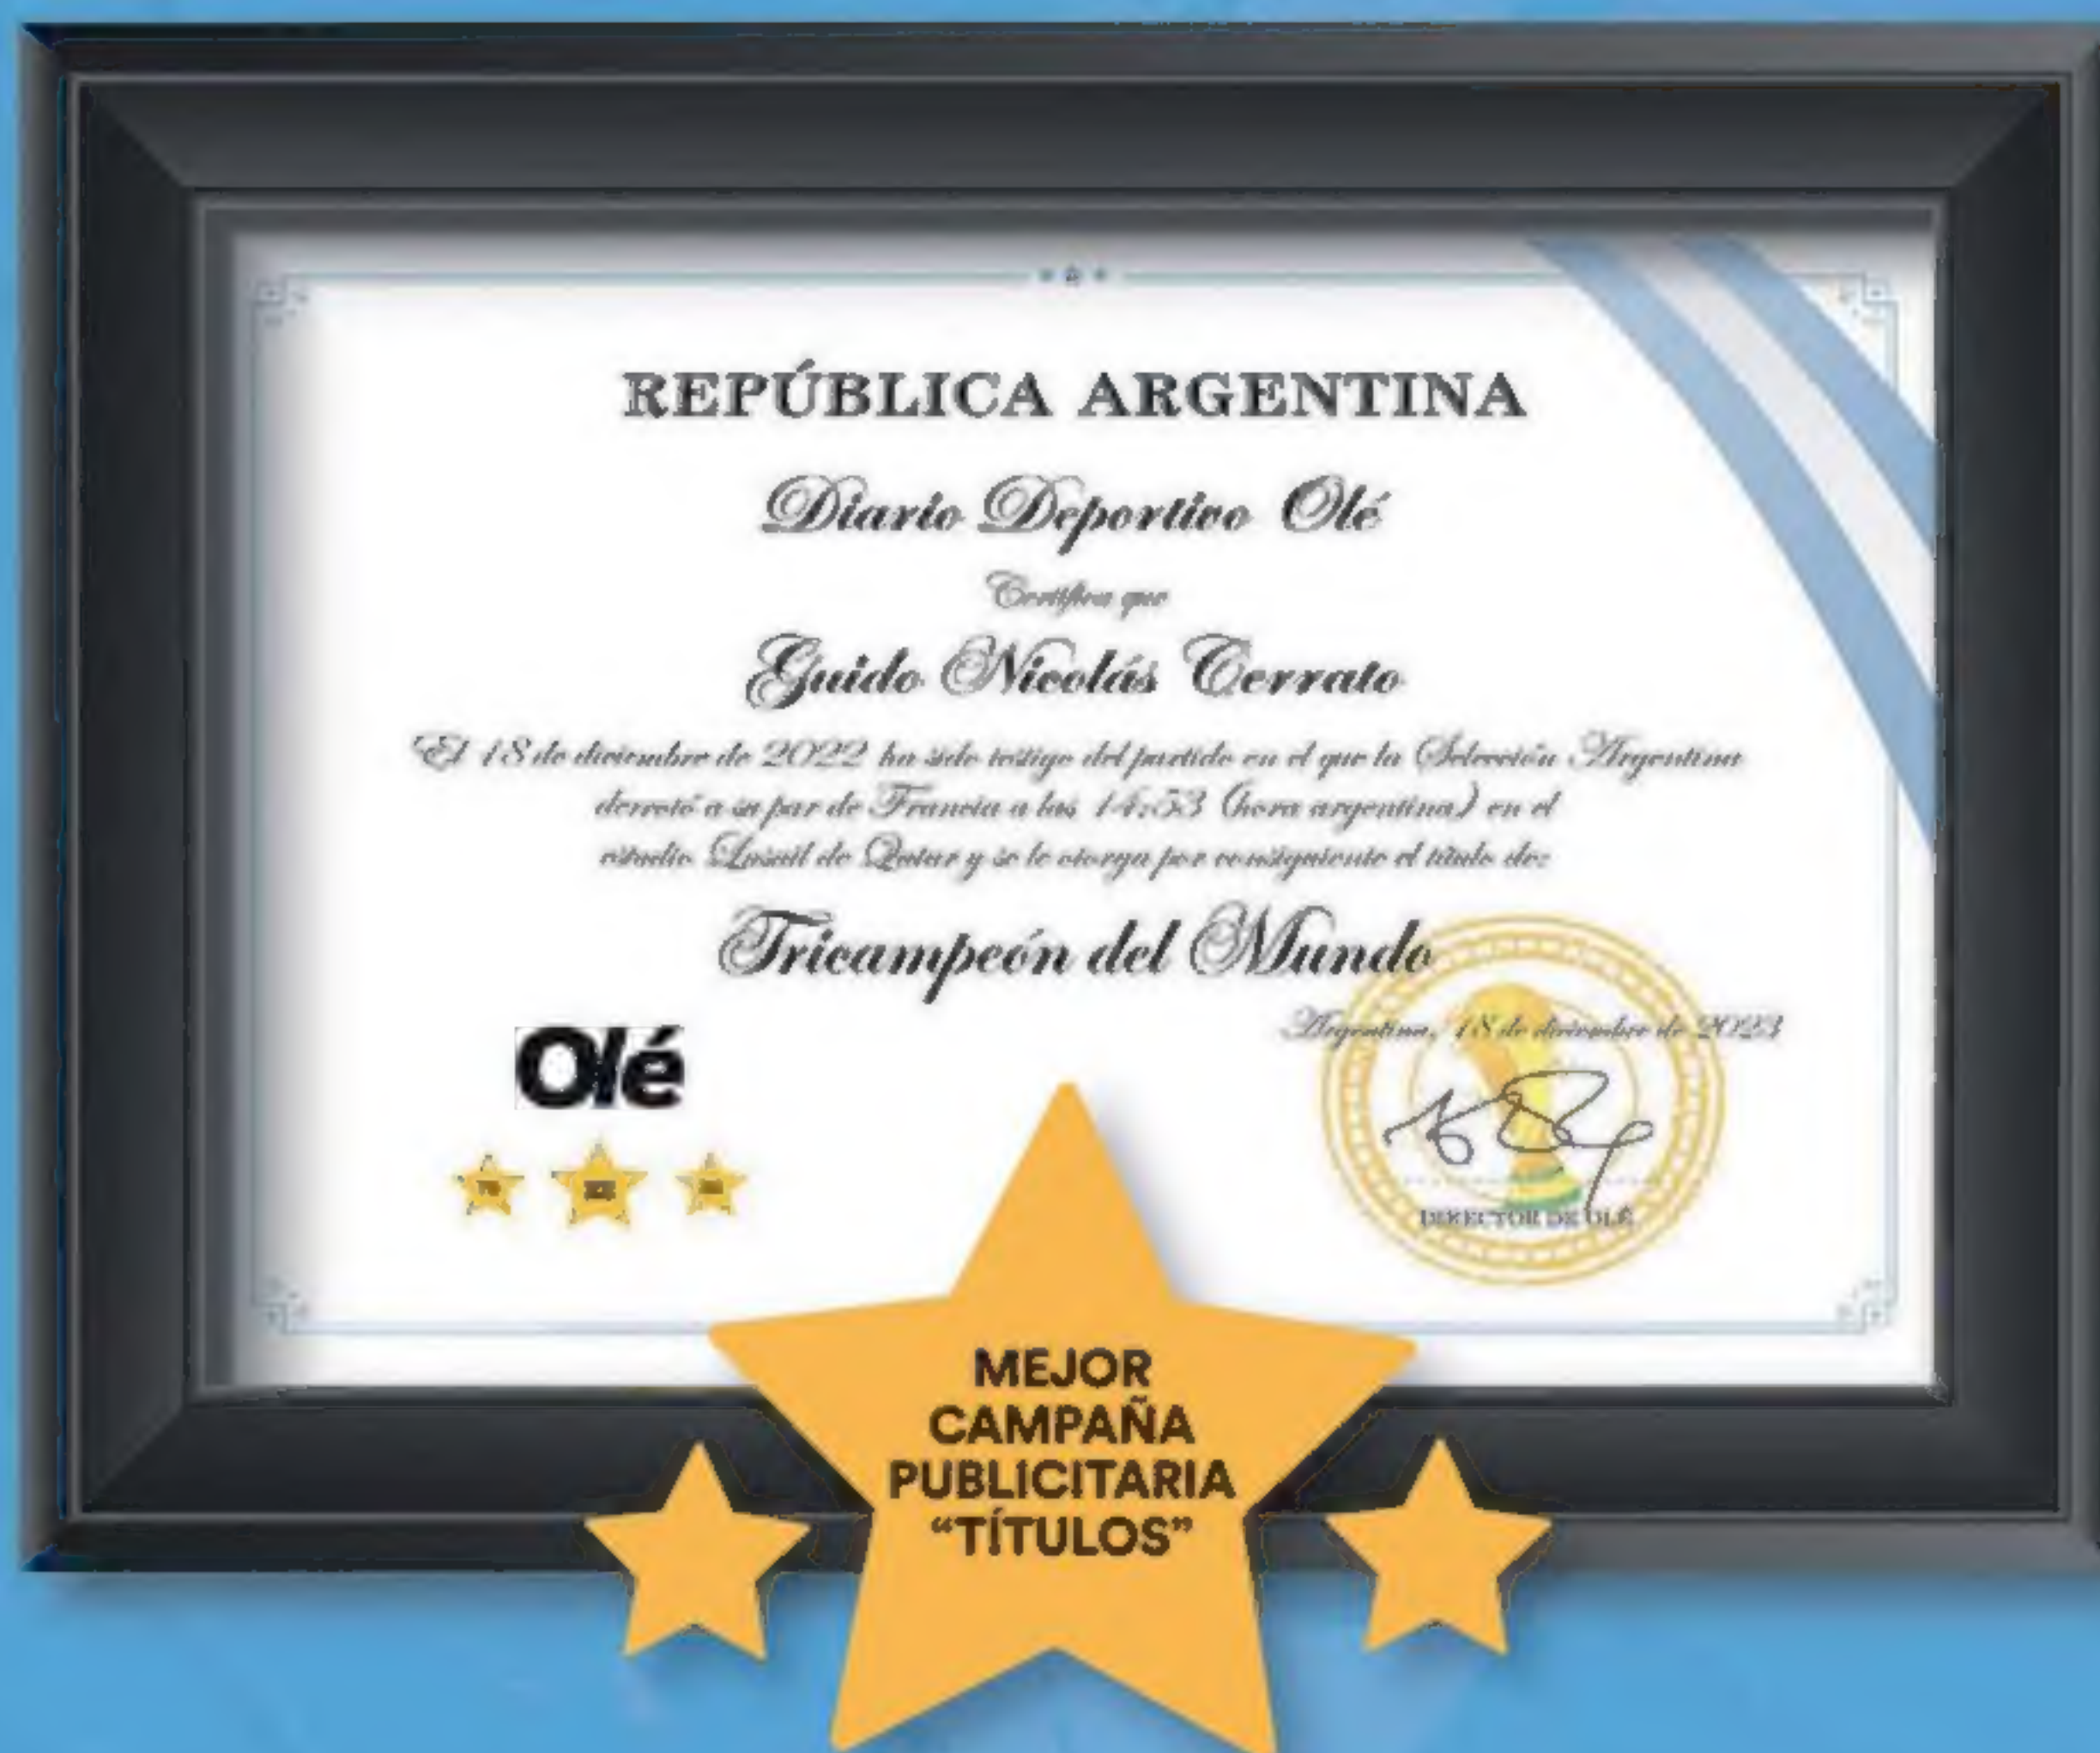 REPÚBLICA ARGENTINA
Diario Deportivo Olé
Certifica que
Guido Nicolás Cerrato
El 18 de diciembre de 2022 ha sido testigo del partido en el que la Selección Argentina
derrotó a su par de Francia a las 14:53 (hora argentina) en el
estadio Lusail de Qatar y se le otorga por consiguiente el título de:
Tricampeón del Mundo
Argentina, 18 de diciembre de 2023
Olé
DIRECTOR DE OLÉ
MEJOR
CAMPAÑA
PUBLICITARIA
“TÍTULOS”